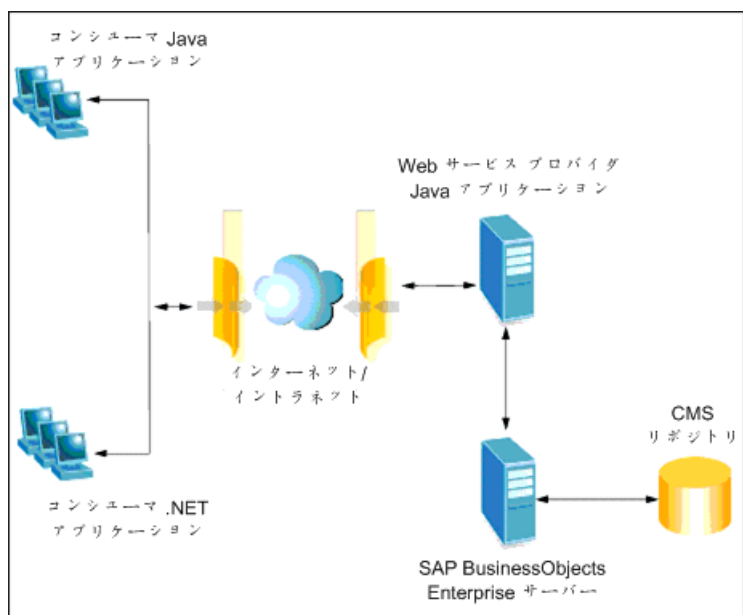 コンシューマ Java
アプリケーション
Web サービス プロバイダ
Java アプリケーション
インターネット/
イントラネット
CMS
リポジトリ
コンシューマ .NET
アプリケーション
SAP BusinessObjects
Enterprise サーバー